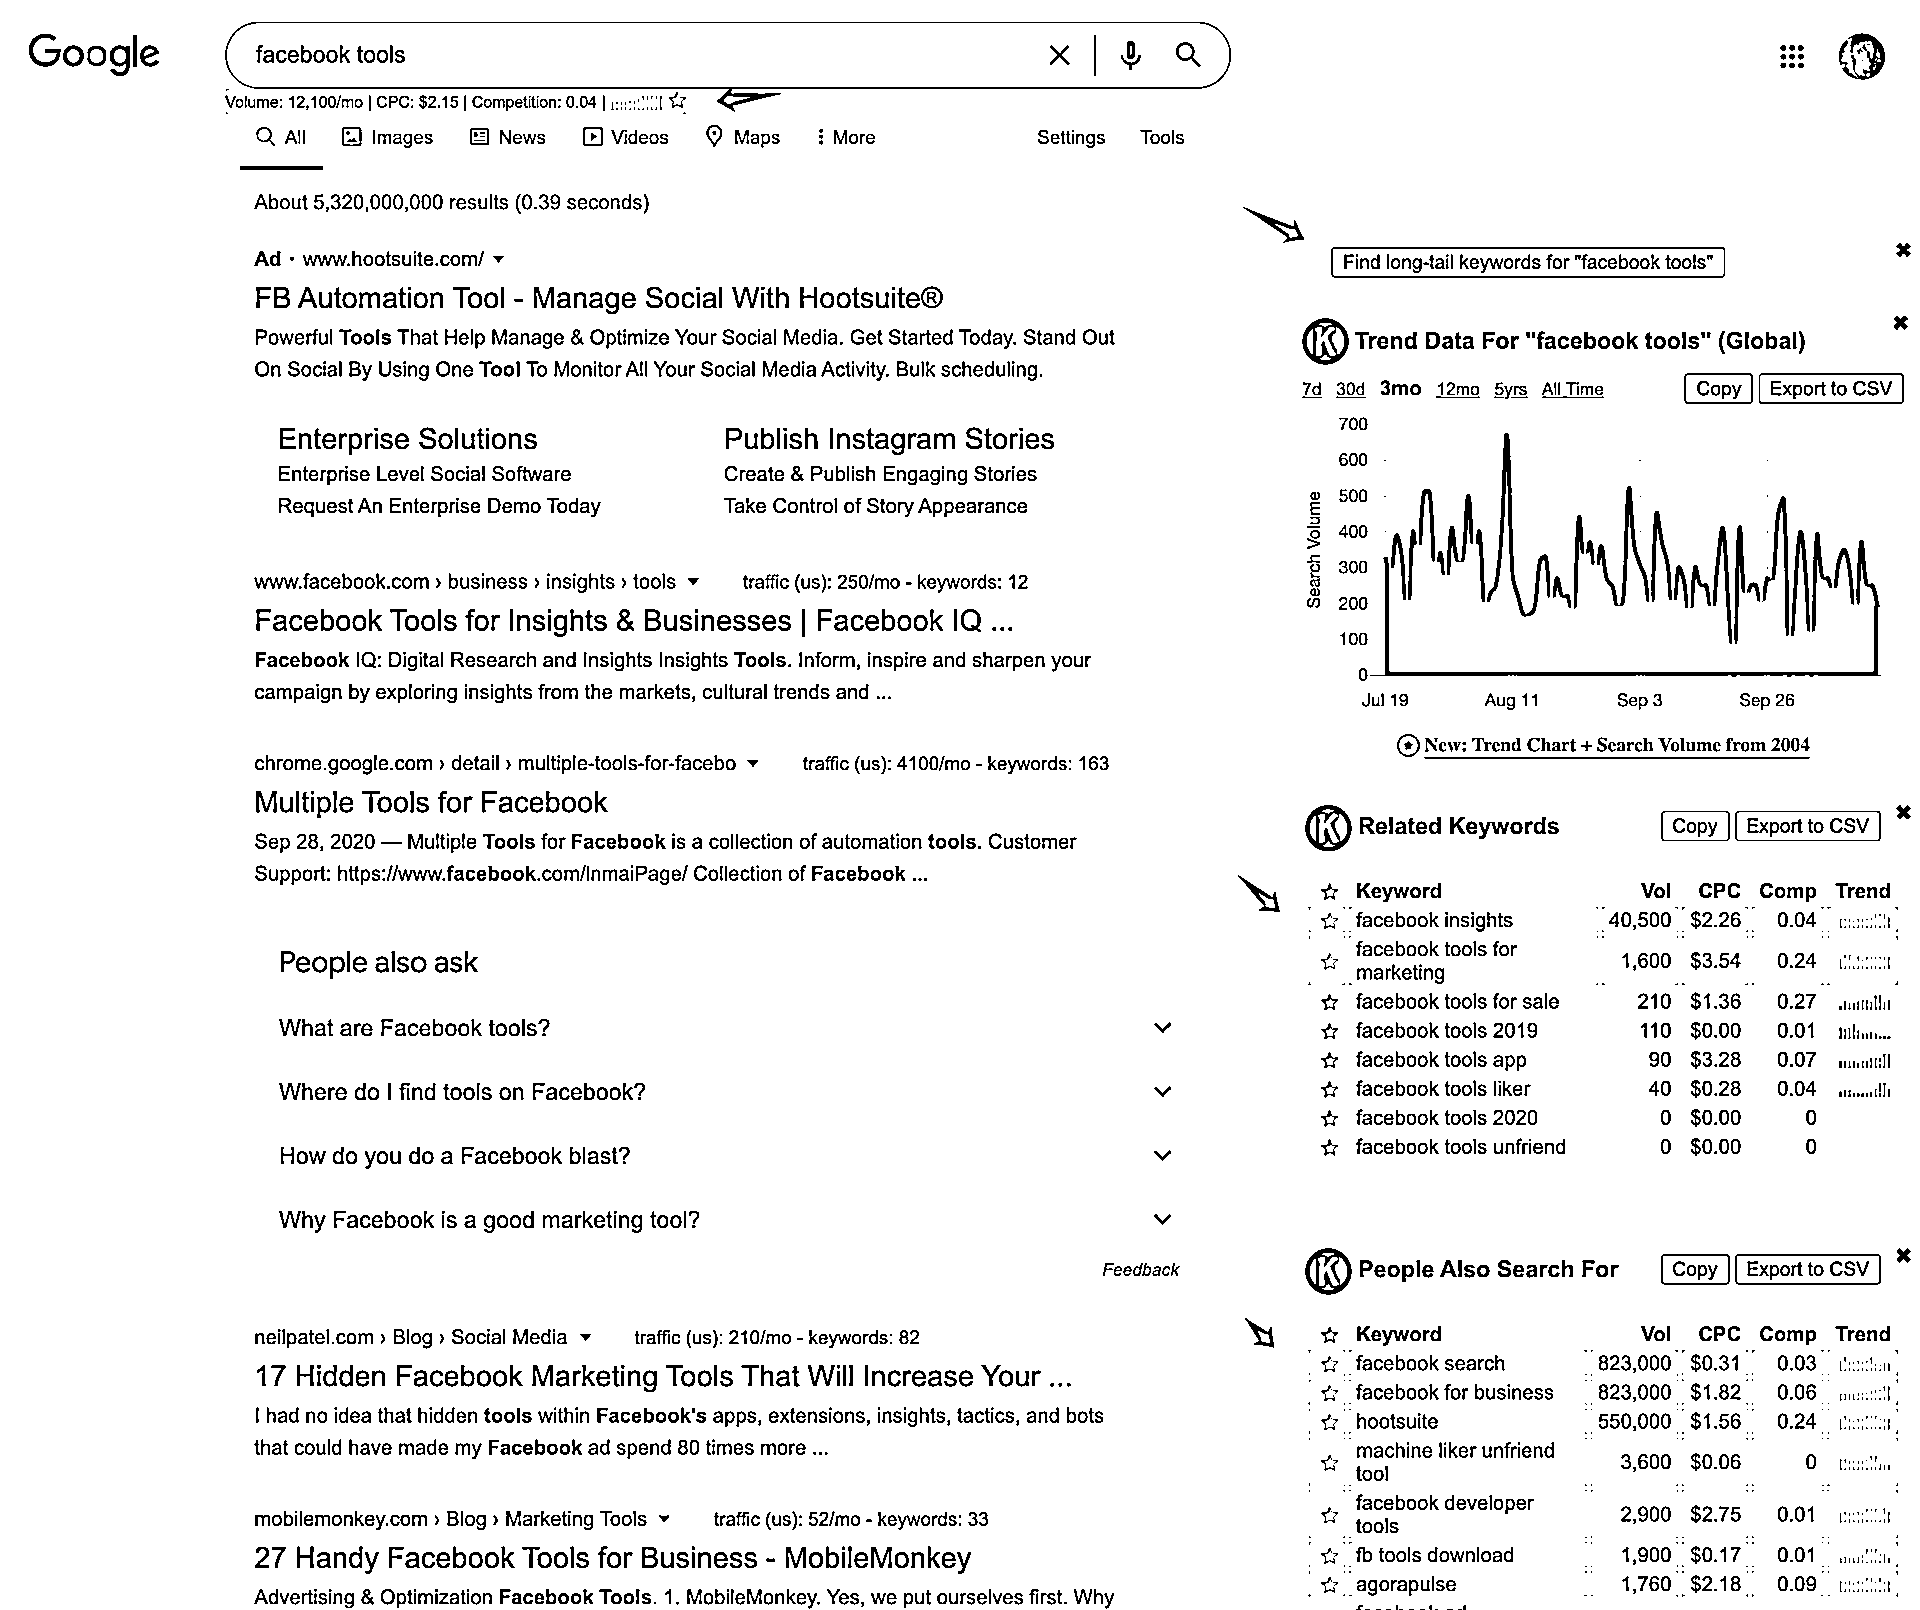 Google
facebook tools
Volume: 12,100/mo | CPC: $2.15 | Competition: 0.04 |
All Images News Videos Maps More Settings Tools
About 5,320,000,000 results (0.39 seconds)
Ad · www.hootsuite.com/
FB Automation Tool - Manage Social With Hootsuite®
Powerful Tools That Help Manage & Optimize Your Social Media. Get Started Today. Stand Out
On Social By Using One Tool To Monitor All Your Social Media Activity. Bulk scheduling.
Enterprise Solutions
Enterprise Level Social Software
Request An Enterprise Demo Today
Publish Instagram Stories
Create & Publish Engaging Stories
Take Control of Story Appearance
www.facebook.com › business › insights › tools traffic (us): 250/mo - keywords: 12
Facebook Tools for Insights & Businesses | Facebook IQ ...
Facebook IQ: Digital Research and Insights Insights Tools. Inform, inspire and sharpen your
campaign by exploring insights from the markets, cultural trends and ...
chrome.google.com › detail › multiple-tools-for-facebo traffic (us): 4100/mo - keywords: 163
Multiple Tools for Facebook
Sep 28, 2020 — Multiple Tools for Facebook is a collection of automation tools. Customer
Support: https://www.facebook.com/InmaiPage/ Collection of Facebook ...
People also ask
What are Facebook tools?
Where do I find tools on Facebook?
How do you do a Facebook blast?
Why Facebook is a good marketing tool?
Feedback
neilpatel.com › Blog › Social Media traffic (us): 210/mo - keywords: 82
17 Hidden Facebook Marketing Tools That Will Increase Your ...
I had no idea that hidden tools within Facebook's apps, extensions, insights, tactics, and bots
that could have made my Facebook ad spend 80 times more ...
mobilemonkey.com › Blog › Marketing Tools traffic (us): 52/mo - keywords: 33
27 Handy Facebook Tools for Business - MobileMonkey
Advertising & Optimization Facebook Tools. 1. MobileMonkey. Yes, we put ourselves first. Why
Find long-tail keywords for "facebook tools"
K Trend Data For "facebook tools" (Global)
7d 30d 3mo 12mo 5yrs All Time Copy Export to CSV
Search Volume
700
600
500
400
300
200
100
0
Jul 19 Aug 11 Sep 3 Sep 26
New: Trend Chart + Search Volume from 2004
K Related Keywords Copy Export to CSV
Keyword Vol CPC Comp Trend
facebook insights 40,500 $2.26 0.04
facebook tools for
marketing 1,600 $3.54 0.24
facebook tools for sale 210 $1.36 0.27
facebook tools 2019 110 $0.00 0.01
facebook tools app 90 $3.28 0.07
facebook tools liker 40 $0.28 0.04
facebook tools 2020 0 $0.00 0
facebook tools unfriend 0 $0.00 0
K People Also Search For Copy Export to CSV
Keyword Vol CPC Comp Trend
facebook search 823,000 $0.31 0.03
facebook for business 823,000 $1.82 0.06
hootsuite 550,000 $1.56 0.24
machine liker unfriend
tool 3,600 $0.06 0
facebook developer
tools 2,900 $2.75 0.01
fb tools download 1,900 $0.17 0.01
agorapulse 1,760 $2.18 0.09